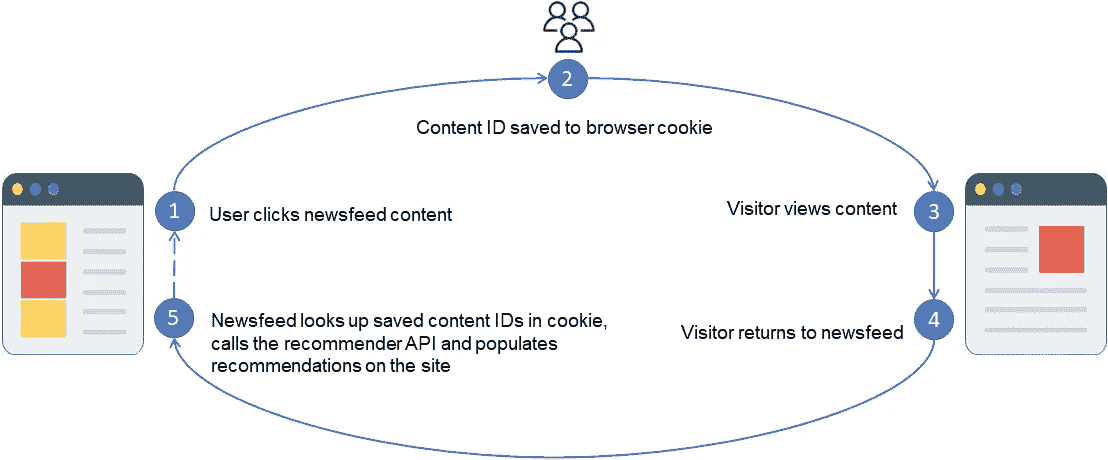 2
Content ID saved to browser cookie
1
User clicks newsfeed content
Visitor views content
3
5
Newsfeed looks up saved content IDs in cookie,
calls the recommender API and populates
recommendations on the site
Visitor returns to newsfeed
4